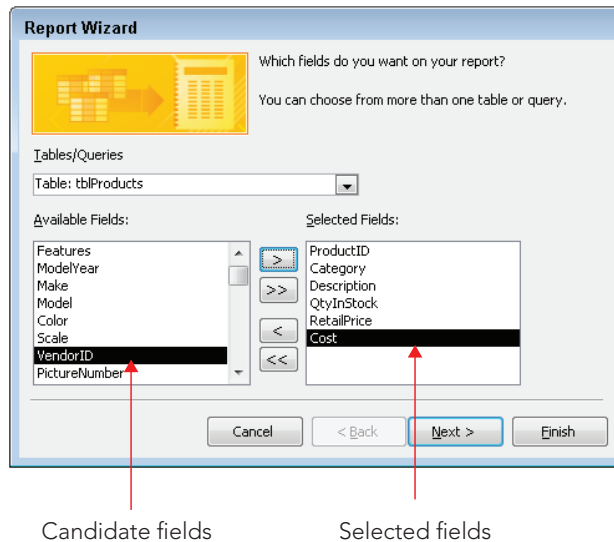 Report Wizard
Which fields do you want on your report?
You can choose from more than one table or query.
Tables/Queries
Table: tblProducts
Available Fields:
Selected Fields:
Features
ModelYear
Make
Model
Color
Scale
VendorID
PictureNumber
>
>>
<
<<
ProductID
Category
Description
QtyInStock
RetailPrice
Cost
Cancel
< Back
Next >
Finish
Candidate fields
Selected fields